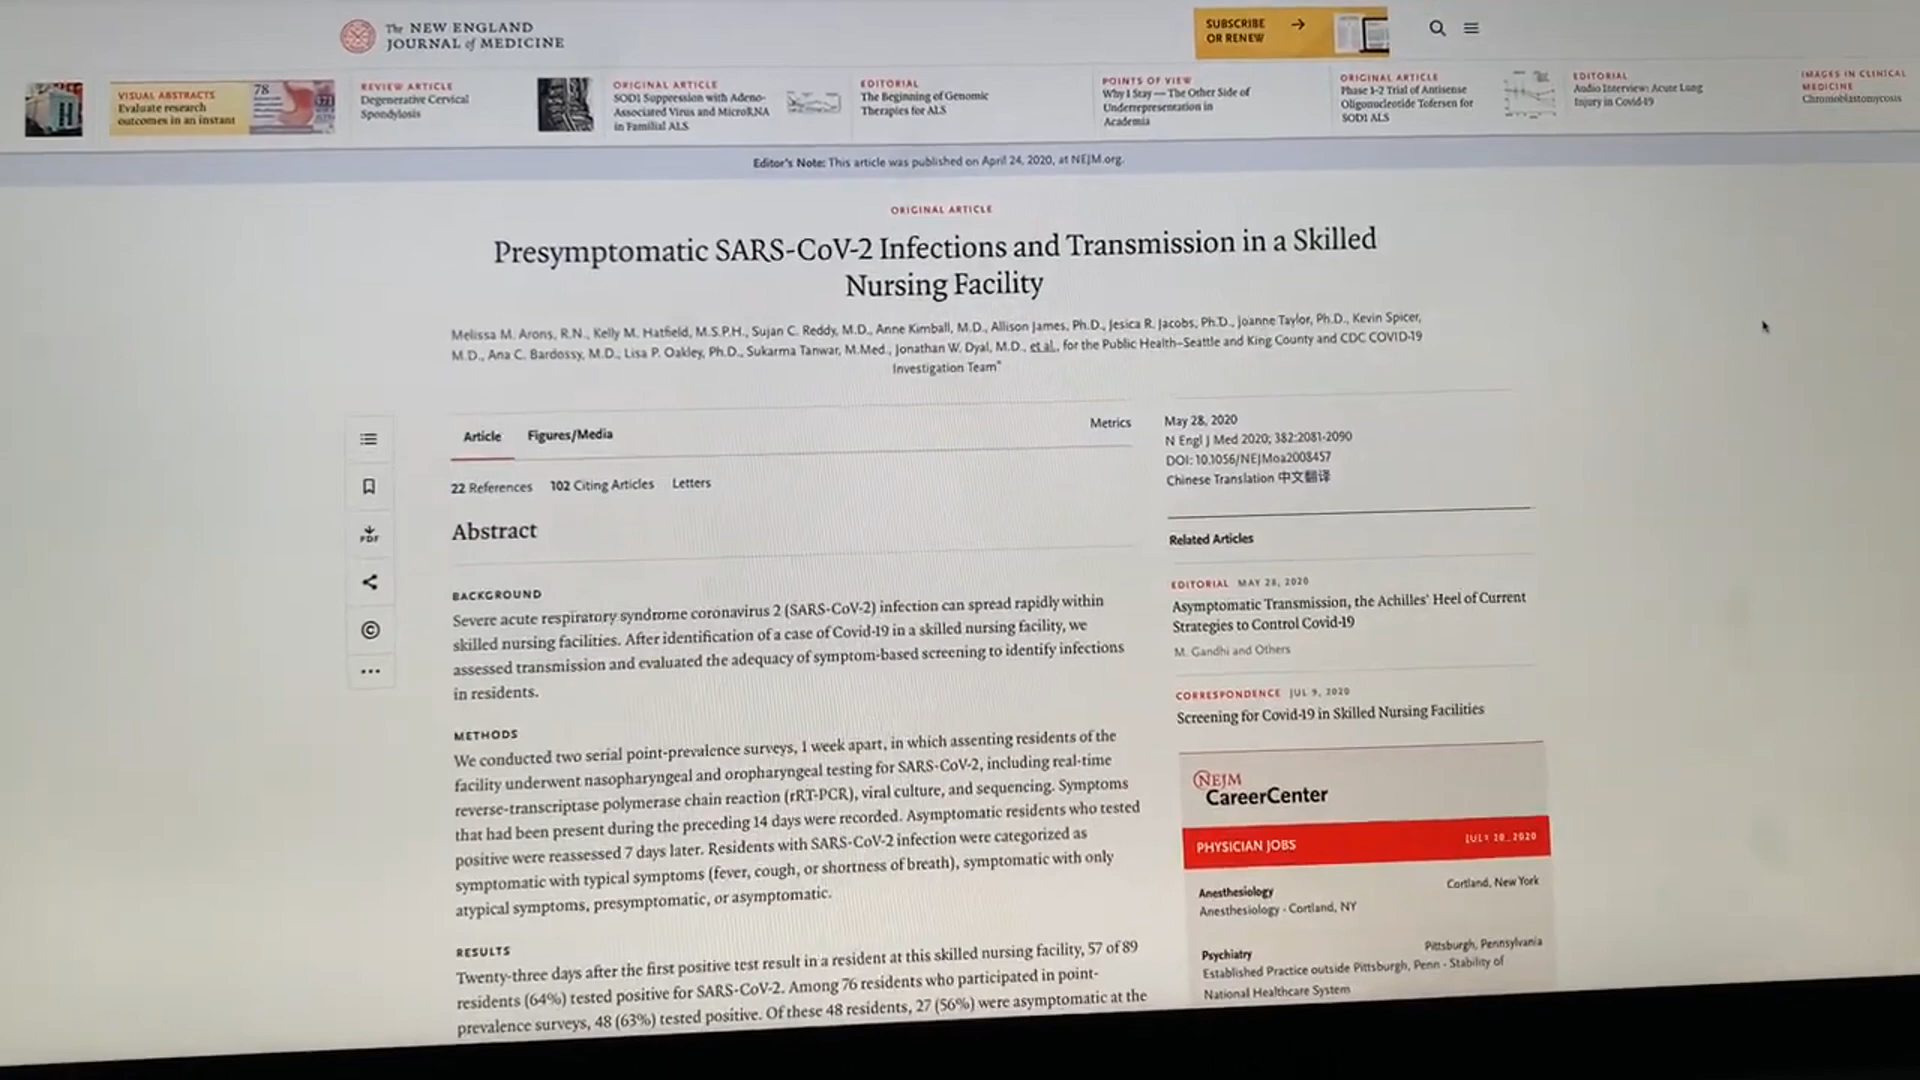 The NEW ENGLAND
JOURNAL of MEDICINE
SUBSCRIBE
OR RENEW
VISUAL ABSTRACTS
Evaluate research
outcomes in an instant
REVIEW ARTICLE
Degenerative Cervical
Spondylosis
ORIGINAL ARTICLE
SOD1 Suppression with Adeno-
Associated Virus and MicroRNA
in Familial ALS
EDITORIAL
The Beginning of Genomic
Therapies for ALS
POINTS OF VIEW
Why I Stay — The Other Side of
Underrepresentation in
Academia
ORIGINAL ARTICLE
Phase 1–2 Trial of Antisense
Oligonucleotide Tofersen for
SOD1 ALS
EDITORIAL
Audio Interview: Acute Lung
Injury in Covid-19
IMAGES IN CLINICAL
MEDICINE
Chromoblastomycosis
Editor's Note: This article was published on April 24, 2020, at NEJM.org.
ORIGINAL ARTICLE
Presymptomatic SARS-CoV-2 Infections and Transmission in a Skilled
Nursing Facility
Melissa M. Arons, R.N., Kelly M. Hatfield, M.S.P.H., Sujan C. Reddy, M.D., Anne Kimball, M.D., Allison James, Ph.D., Jesica R. Jacobs, Ph.D., Joanne Taylor, Ph.D., Kevin Spicer,
M.D., Ana C. Bardossy, M.D., Lisa P. Oakley, Ph.D., Sukarma Tanwar, M.Med., Jonathan W. Dyal, M.D., et al., for the Public Health–Seattle and King County and CDC COVID-19
Investigation Team*
Article Figures/Media
Metrics
22 References 102 Citing Articles Letters
PDF
Abstract
BACKGROUND
Severe acute respiratory syndrome coronavirus 2 (SARS-CoV-2) infection can spread rapidly within
skilled nursing facilities. After identification of a case of Covid-19 in a skilled nursing facility, we
assessed transmission and evaluated the adequacy of symptom-based screening to identify infections
in residents.
METHODS
We conducted two serial point-prevalence surveys, 1 week apart, in which assenting residents of the
facility underwent nasopharyngeal and oropharyngeal testing for SARS-CoV-2, including real-time
reverse-transcriptase polymerase chain reaction (rRT-PCR), viral culture, and sequencing. Symptoms
that had been present during the preceding 14 days were recorded. Asymptomatic residents who tested
positive were reassessed 7 days later. Residents with SARS-CoV-2 infection were categorized as
symptomatic with typical symptoms (fever, cough, or shortness of breath), symptomatic with only
atypical symptoms, presymptomatic, or asymptomatic.
RESULTS
Twenty-three days after the first positive test result in a resident at this skilled nursing facility, 57 of 89
residents (64%) tested positive for SARS-CoV-2. Among 76 residents who participated in point-
prevalence surveys, 48 (63%) tested positive. Of these 48 residents, 27 (56%) were asymptomatic at the
May 28, 2020
N Engl J Med 2020; 382:2081-2090
DOI: 10.1056/NEJMoa2008457
Chinese Translation 中文翻译
Related Articles
EDITORIAL MAY 28, 2020
Asymptomatic Transmission, the Achilles' Heel of Current
Strategies to Control Covid-19
M. Gandhi and Others
CORRESPONDENCE JUL 9, 2020
Screening for Covid-19 in Skilled Nursing Facilities
NEJM
CareerCenter
PHYSICIAN JOBS
JULY 10, 2020
Anesthesiology
Cortland, New York
Anesthesiology - Cortland, NY
Psychiatry
Pittsburgh, Pennsylvania
Established Practice outside Pittsburgh, Penn - Stability of
National Healthcare System